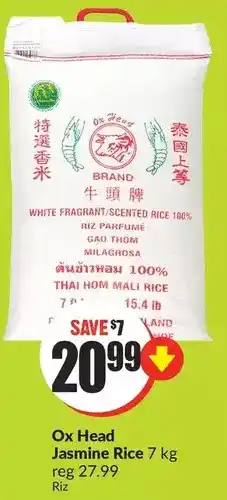 Ox Head
特選香米
泰國上等
BRAND
牛頭牌
WHITE FRAGRANT/SCENTED RICE 100%
RIZ PARFUMÉ
GAO THOM
MILAGROSA
ต้นข้าวหอม 100%
THAI HOM MALI RICE
15.4 lb
SAVE $7
20.99
Ox Head
Jasmine Rice 7 kg
reg 27.99
Riz